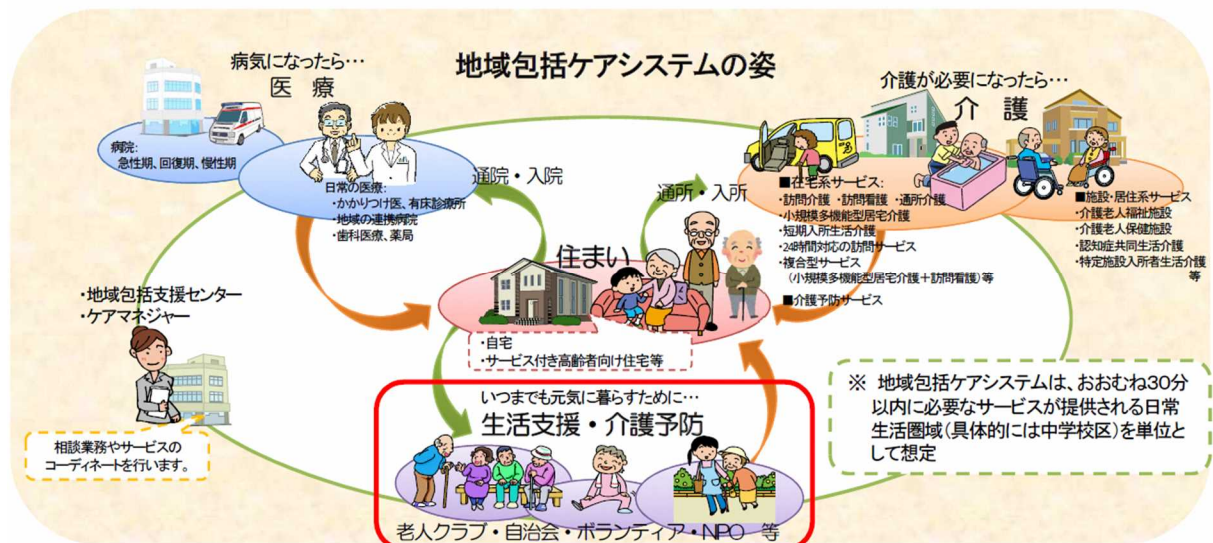 地域包括ケアシステムの姿
病気になったら…
医 療
病院:
急性期、回復期、慢性期
日常の医療:
・かかりつけ医、有床診療所
・地域の連携病院
・歯科医療、薬局
通院・入院
通所・入所
介護が必要になったら…
介 護
■在宅系サービス:
・訪問介護 ・訪問看護 ・通所介護
・小規模多機能型居宅介護
・短期入所生活介護
・24時間対応の訪問サービス
・複合型サービス
(小規模多機能型居宅介護+訪問看護)等
■介護予防サービス
■施設・居住系サービス
・介護老人福祉施設
・介護老人保健施設
・認知症共同生活介護
・特定施設入所者生活介護
等
住まい
・自宅
・サービス付き高齢者向け住宅等
・地域包括支援センター
・ケアマネジャー
相談業務やサービスの
コーディネートを行います。
いつまでも元気に暮らすために…
生活支援・介護予防
老人クラブ・自治会・ボランティア・NPO 等
※ 地域包括ケアシステムは、おおむね30分
以内に必要なサービスが提供される日常
生活圏域(具体的には中学校区)を単位と
して想定